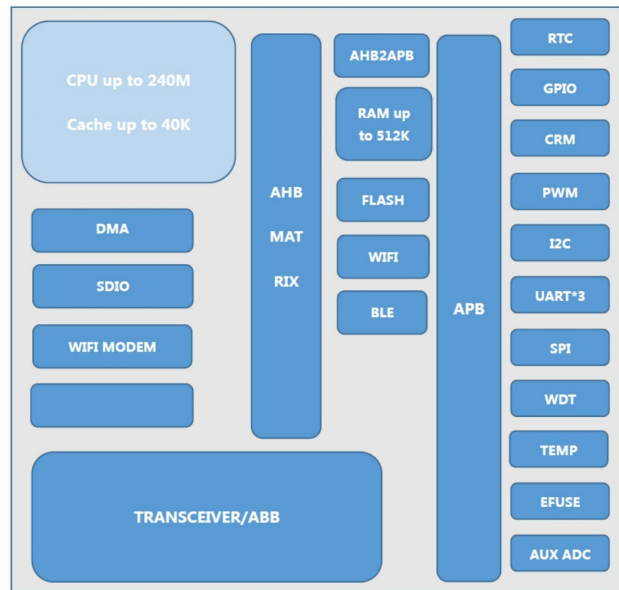 CPU up to 240M
Cache up to 40K
DMA
SDIO
WIFI MODEM
TRANSCEIVER/ABB
AHB
MAT
RIX
AHB2APB
RAM up
to 512K
FLASH
WIFI
BLE
APB
RTC
GPIO
CRM
PWM
I2C
UART*3
SPI
WDT
TEMP
EFUSE
AUX ADC